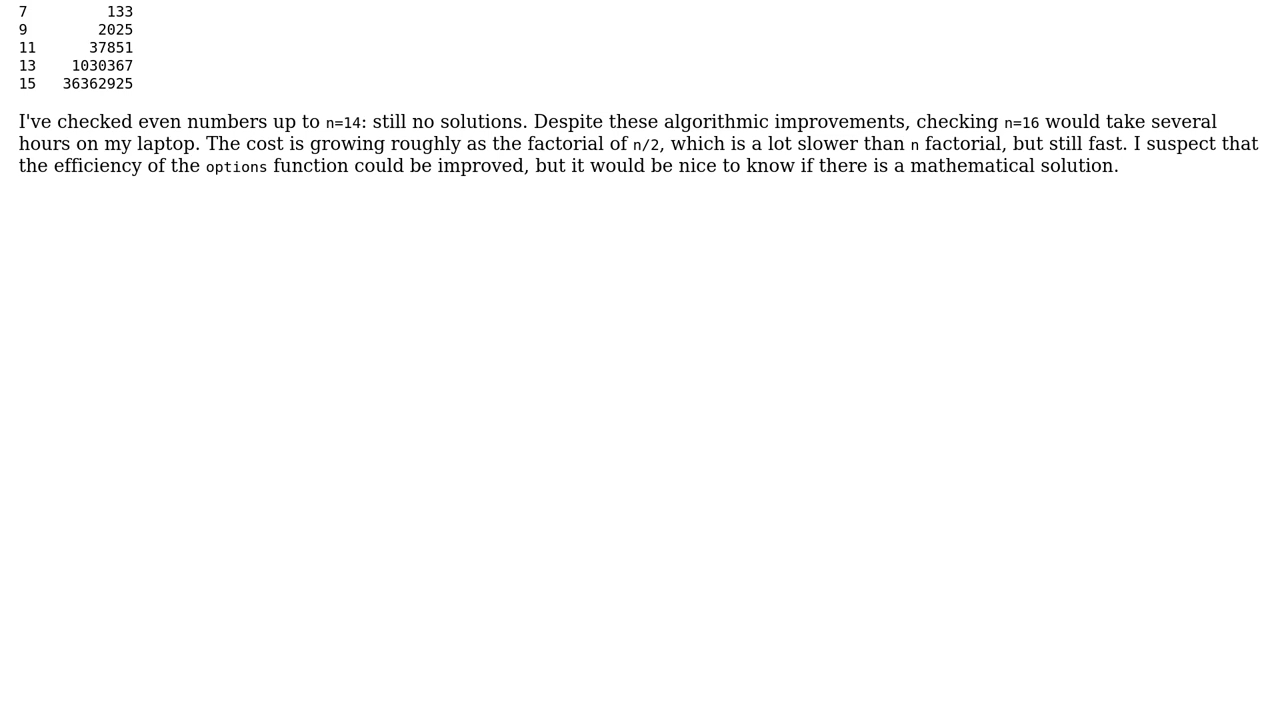 7 133
9 2025
11 37851
13 1030367
15 36362925
I've checked even numbers up to n=14: still no solutions. Despite these algorithmic improvements, checking n=16 would take several
hours on my laptop. The cost is growing roughly as the factorial of n/2, which is a lot slower than n factorial, but still fast. I suspect that
the efficiency of the options function could be improved, but it would be nice to know if there is a mathematical solution.